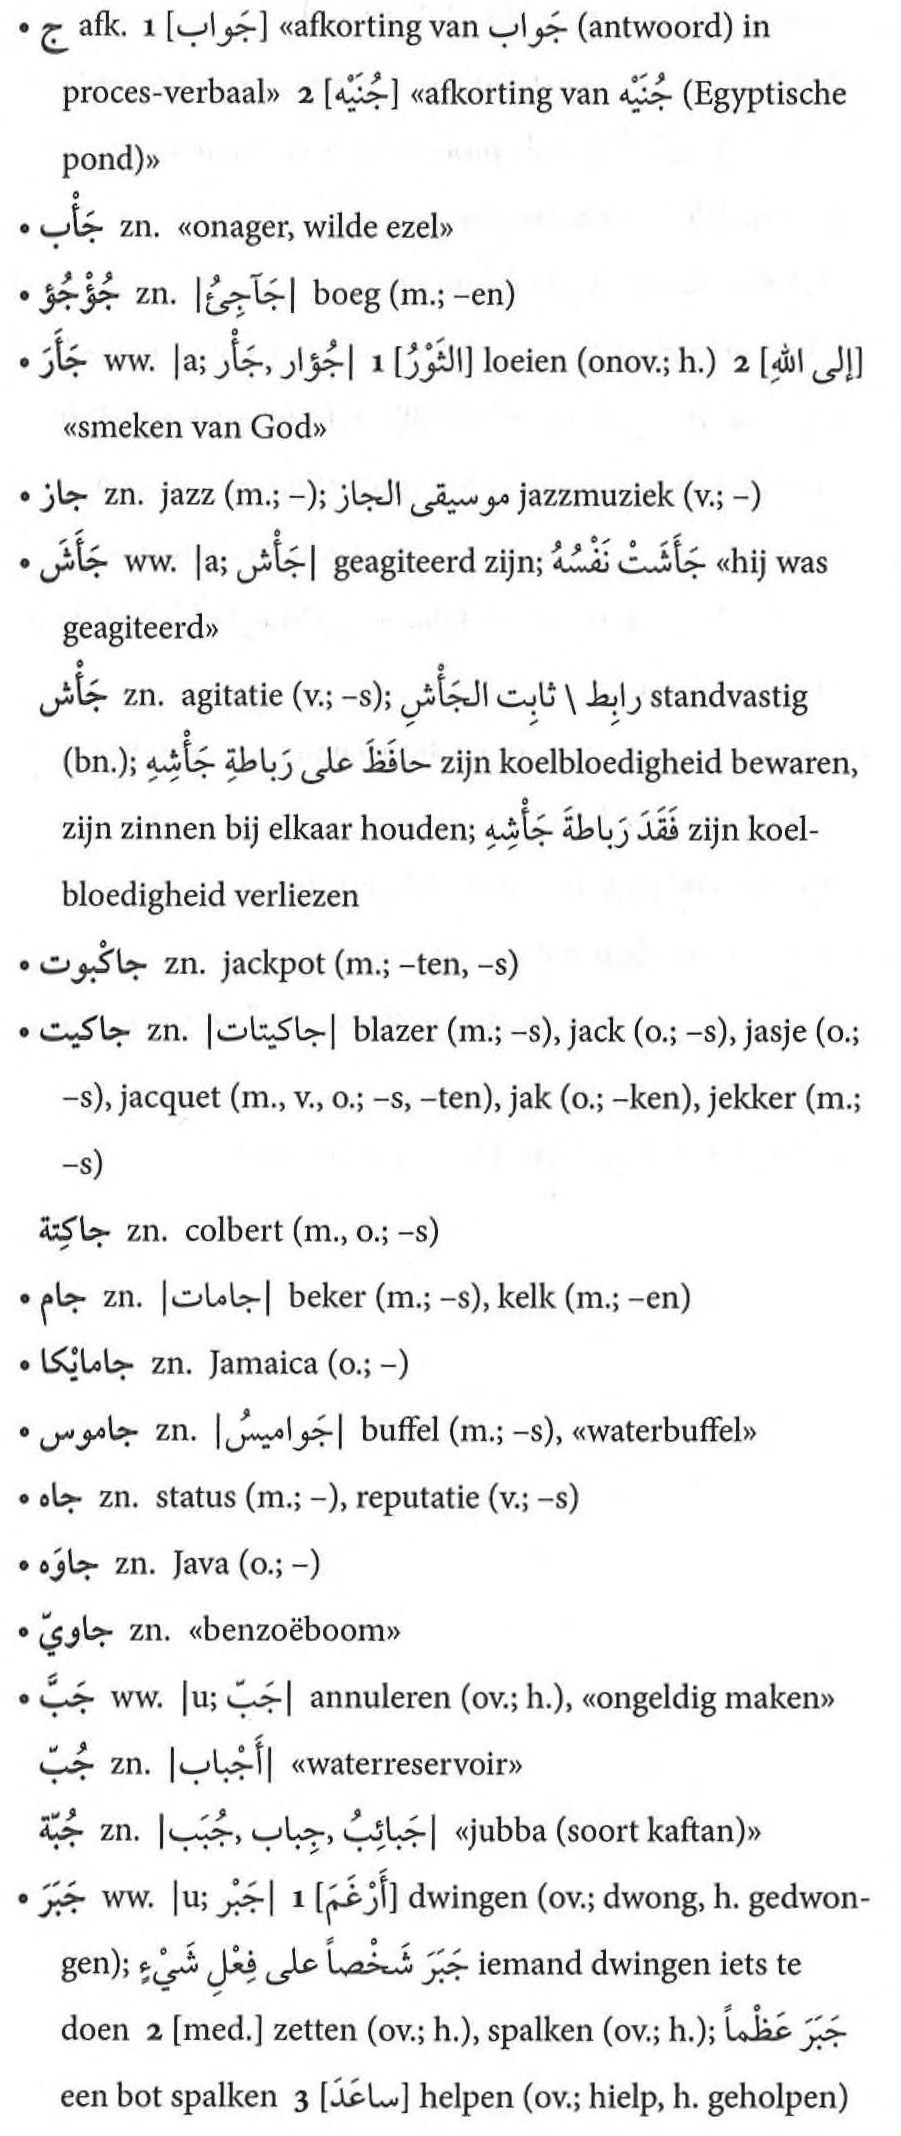 • ج afk. 1 [جَواب] «afkorting van جَواب (antwoord) in
proces-verbaal» 2 [جُنَيْه] «afkorting van جُنَيْه (Egyptische
pond)»
• جَأْب zn. «onager, wilde ezel»
• جُؤْجُؤ zn. |جَآجِئُ| boeg (m.; –en)
• جَأَرَ ww. |a; جُؤار ,جَأْر| 1 [الثَّوْرُ] loeien (onov.; h.) 2 [إلى اللهِ]
«smeken van God»
• جاز zn. jazz (m.; –); موسيقى الجاز jazzmuziek (v.; –)
• جَأَشَ ww. |a; جَأْش| geagiteerd zijn; جَأَشَتْ نَفْسُهُ «hij was
geagiteerd»
جَأْش zn. agitatie (v.; –s); رابِط \ ثابِت الجَأْشِ standvastig
(bn.); حافَظَ على رَباطةِ جَأْشِهِ zijn koelbloedigheid bewaren,
zijn zinnen bij elkaar houden; فَقَدَ رَباطةَ جَأْشِهِ zijn koel-
bloedigheid verliezen
• جاكْبوت zn. jackpot (m.; –ten, –s)
• جاكيت zn. |جاكيتات| blazer (m.; –s), jack (o.; –s), jasje (o.;
–s), jacquet (m., v., o.; –s, –ten), jak (o.; –ken), jekker (m.;
–s)
جاكِتة zn. colbert (m., o.; –s)
• جام zn. |جامات| beker (m.; –s), kelk (m.; –en)
• جامايْكا zn. Jamaica (o.; –)
• جاموس zn. |جَواميسُ| buffel (m.; –s), «waterbuffel»
• جاه zn. status (m.; –), reputatie (v.; –s)
• جاوَه zn. Java (o.; –)
• جاويّ zn. «benzoëboom»
• جَبَّ ww. |u; جَبّ| annuleren (ov.; h.), «ongeldig maken»
جُبّ zn. |أَجْباب| «waterreservoir»
جُبّة zn. |جَبائِبُ ,جِباب ,جُبَب| «jubba (soort kaftan)»
• جَبَرَ ww. |u; جَبْر| 1 [أَرْغَمَ] dwingen (ov.; dwong, h. gedwon-
gen); جَبَرَ شَخْصاً على فِعْلِ شَيْءٍ iemand dwingen iets te
doen 2 [med.] zetten (ov.; h.), spalken (ov.; h.); جَبَرَ عَظْماً
een bot spalken 3 [ساعَدَ] helpen (ov.; hielp, h. geholpen)